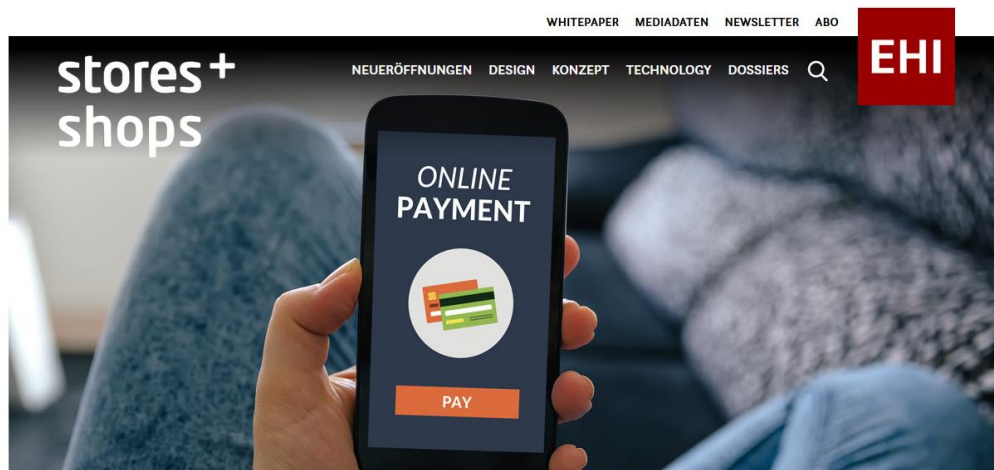 WHITEPAPER MEDIADATEN NEWSLETTER ABO
EHI
stores+
shops
NEUERÖFFNUNGEN DESIGN KONZEPT TECHNOLOGY DOSSIERS
ONLINE
PAYMENT
PAY